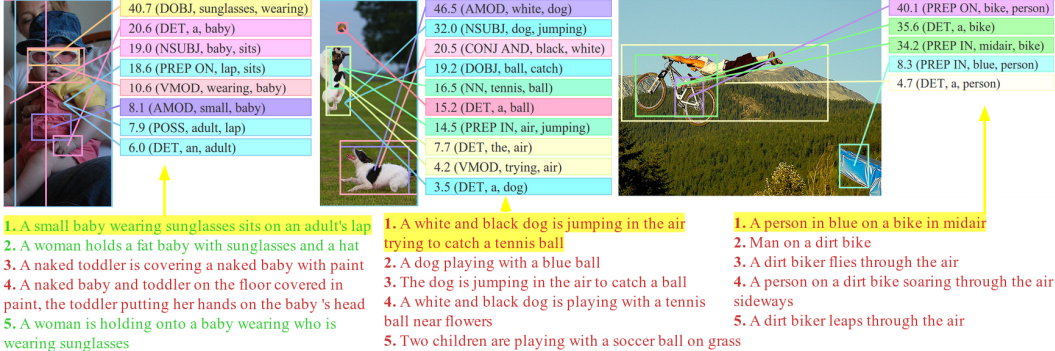 40.7 (DOBJ, sunglasses, wearing)
20.6 (DET, a, baby)
19.0 (NSUBJ, baby, sits)
18.6 (PREP ON, lap, sits)
10.6 (VMOD, wearing, baby)
8.1 (AMOD, small, baby)
7.9 (POSS, adult, lap)
6.0 (DET, an, adult)
1. A small baby wearing sunglasses sits on an adult's lap
2. A woman holds a fat baby with sunglasses and a hat
3. A naked toddler is covering a naked baby with paint
4. A naked baby and toddler on the floor covered in
paint, the toddler putting her hands on the baby 's head
5. A woman is holding onto a baby wearing who is
wearing sunglasses
46.5 (AMOD, white, dog)
32.0 (NSUBJ, dog, jumping)
20.5 (CONJ AND, black, white)
19.2 (DOBJ, ball, catch)
16.5 (NN, tennis, ball)
15.2 (DET, a, ball)
14.5 (PREP IN, air, jumping)
7.7 (DET, the, air)
4.2 (VMOD, trying, air)
3.5 (DET, a, dog)
1. A white and black dog is jumping in the air
trying to catch a tennis ball
2. A dog playing with a blue ball
3. The dog is jumping in the air to catch a ball
4. A white and black dog is playing with a tennis
ball near flowers
5. Two children are playing with a soccer ball on grass
40.1 (PREP ON, bike, person)
35.6 (DET, a, bike)
34.2 (PREP IN, midair, bike)
8.3 (PREP IN, blue, person)
4.7 (DET, a, person)
1. A person in blue on a bike in midair
2. Man on a dirt bike
3. A dirt biker flies through the air
4. A person on a dirt bike soaring through the air
sideways
5. A dirt biker leaps through the air